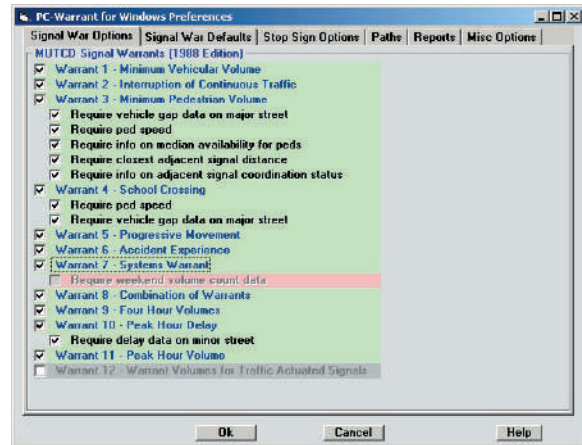 PC-Warrant for Windows Preferences
Signal War Options Signal War Defaults Stop Sign Options Paths Reports Misc Options
MUTCD Signal Warrants (1988 Edition)
Warrant 1 - Minimum Vehicular Volume
Warrant 2 - Interruption of Continuous Traffic
Warrant 3 - Minimum Pedestrian Volume
Require vehicle gap data on major street
Require ped speed
Require info on median availability for peds
Require closest adjacent signal distance
Require info on adjacent signal coordination status
Warrant 4 - School Crossing
Require ped speed
Require vehicle gap data on major street
Warrant 5 - Progressive Movement
Warrant 6 - Accident Experience
Warrant 7 - Systems Warrant
Require weekend volume count data
Warrant 8 - Combination of Warrants
Warrant 9 - Four Hour Volumes
Warrant 10 - Peak Hour Delay
Require delay data on minor street
Warrant 11 - Peak Hour Volume
Warrant 12 - Warrant Volumes for Traffic Actuated Signals
Ok Cancel Help